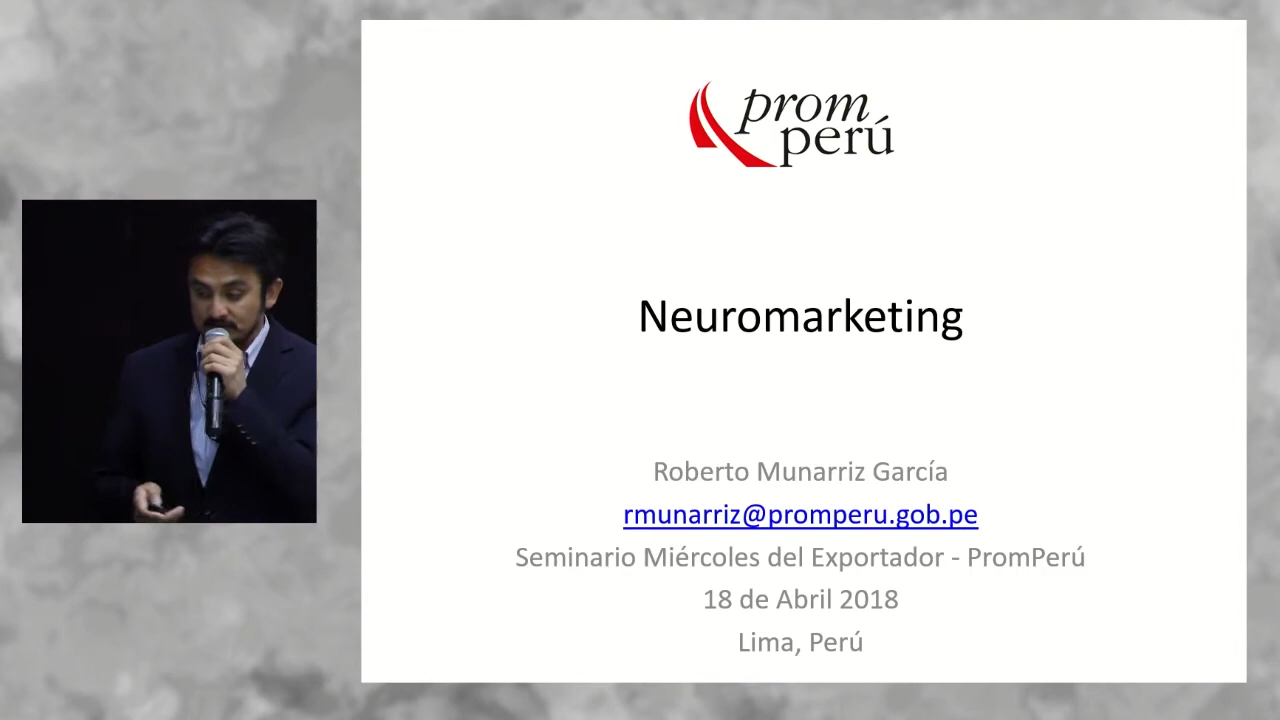 prom
perú
Neuromarketing
Roberto Munarriz García
rmunarriz@promperu.gob.pe
Seminario Miércoles del Exportador - PromPerú
18 de Abril 2018
Lima, Perú